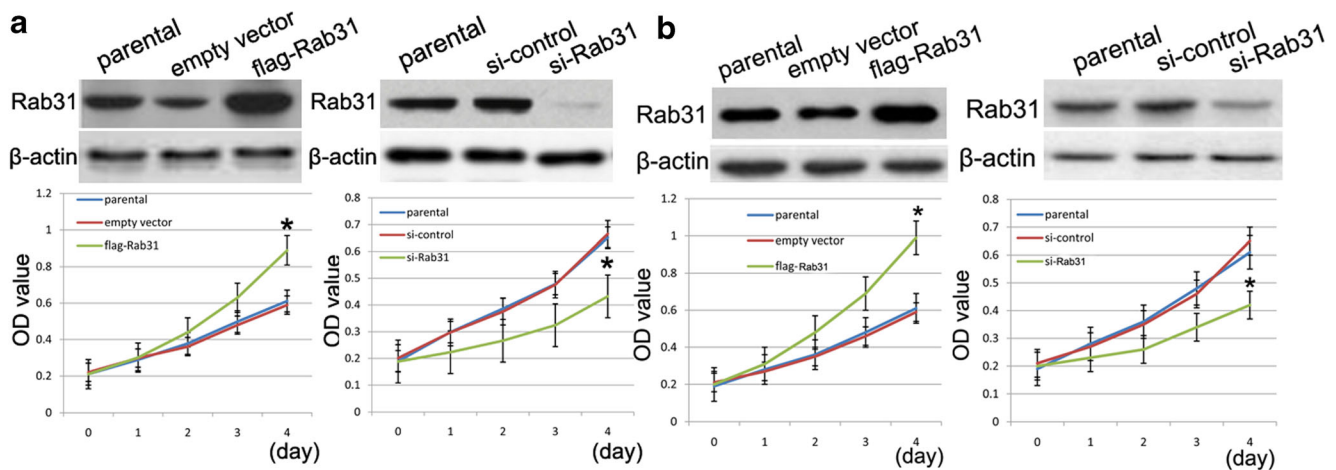 a
parental
empty vector
flag-Rab31
Rab31
β-actin
parental
si-control
si-Rab31
Rab31
β-actin
1.2
1
0.8
0.6
0.4
0.2
0
OD value
parental
empty vector
flag-Rab31
*
0 1 2 3 4
(day)
0.8
0.7
0.6
0.5
0.4
0.3
0.2
0.1
0
OD value
parental
si-control
si-Rab31
*
0 1 2 3 4
(day)
b
parental
empty vector
flag-Rab31
Rab31
β-actin
parental
si-control
si-Rab31
Rab31
β-actin
1.2
1
0.8
0.6
0.4
0.2
0
OD value
parental
empty vector
flag-Rab31
*
0 1 2 3 4
(day)
0.8
0.7
0.6
0.5
0.4
0.3
0.2
0.1
0
OD value
parental
si-control
si-Rab31
*
0 1 2 3 4
(day)